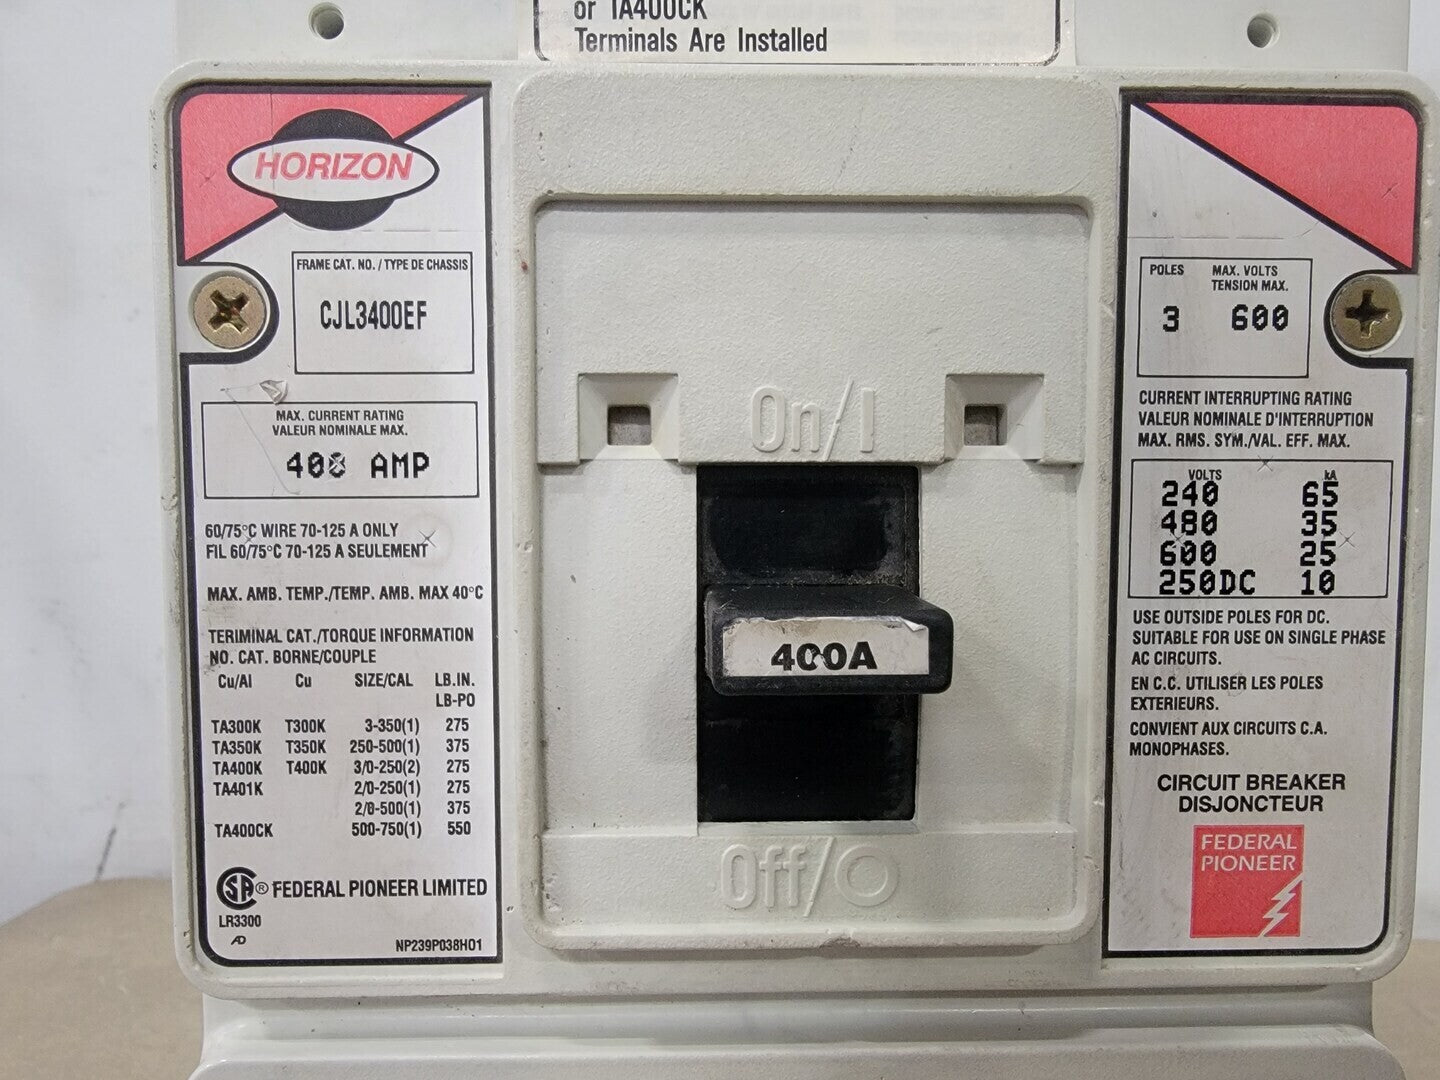 or TA400CK
Terminals Are Installed
HORIZON
FRAME CAT. NO. / TYPE DE CHASSIS
CJL3400EF
MAX. CURRENT RATING
VALEUR NOMINALE MAX.
400 AMP
60/75°C WIRE 70-125 A ONLY
FIL 60/75°C 70-125 A SEULEMENT
MAX. AMB. TEMP./TEMP. AMB. MAX 40°C
TERIMINAL CAT./TORQUE INFORMATION
NO. CAT. BORNE/COUPLE
Cu/Al Cu SIZE/CAL LB.IN.
LB-PO
TA300K T300K 3-350(1) 275
TA350K T350K 250-500(1) 375
TA400K T400K 3/0-250(2) 275
TA401K 2/0-250(1) 275
2/0-500(1) 375
TA400CK 500-750(1) 550
SA ® FEDERAL PIONEER LIMITED
LR3300
AD
NP239P038H01
On/I
400A
Off/O
POLES MAX. VOLTS
TENSION MAX.
3 600
CURRENT INTERRUPTING RATING
VALEUR NOMINALE D'INTERRUPTION
MAX. RMS. SYM./VAL. EFF. MAX.
VOLTS kA
240 65
480 35
600 25
250DC 10
USE OUTSIDE POLES FOR DC.
SUITABLE FOR USE ON SINGLE PHASE
AC CIRCUITS.
EN C.C. UTILISER LES POLES
EXTERIEURS.
CONVIENT AUX CIRCUITS C.A.
MONOPHASES.
CIRCUIT BREAKER
DISJONCTEUR
FEDERAL
PIONEER